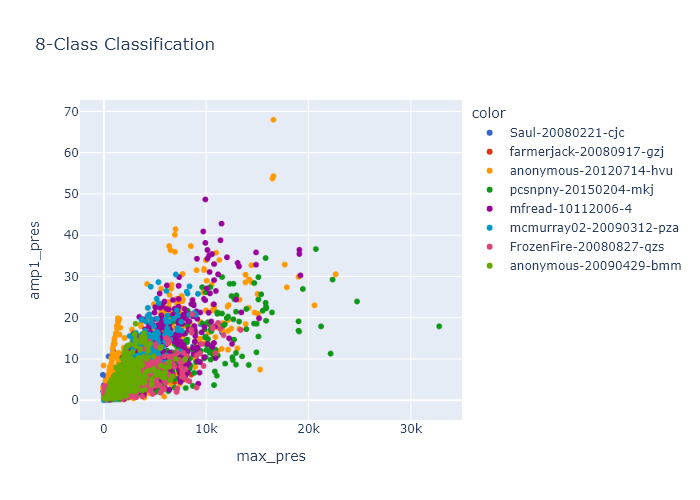 8-Class Classification
color
Saul-20080221-cjc
farmerjack-20080917-gzj
anonymous-20120714-hvu
pcsnpny-20150204-mkj
mfread-10112006-4
mcmurray02-20090312-pza
FrozenFire-20080827-qzs
anonymous-20090429-bmm
amp1_pres
70
60
50
40
30
20
10
0
0
10k
20k
30k
max_pres